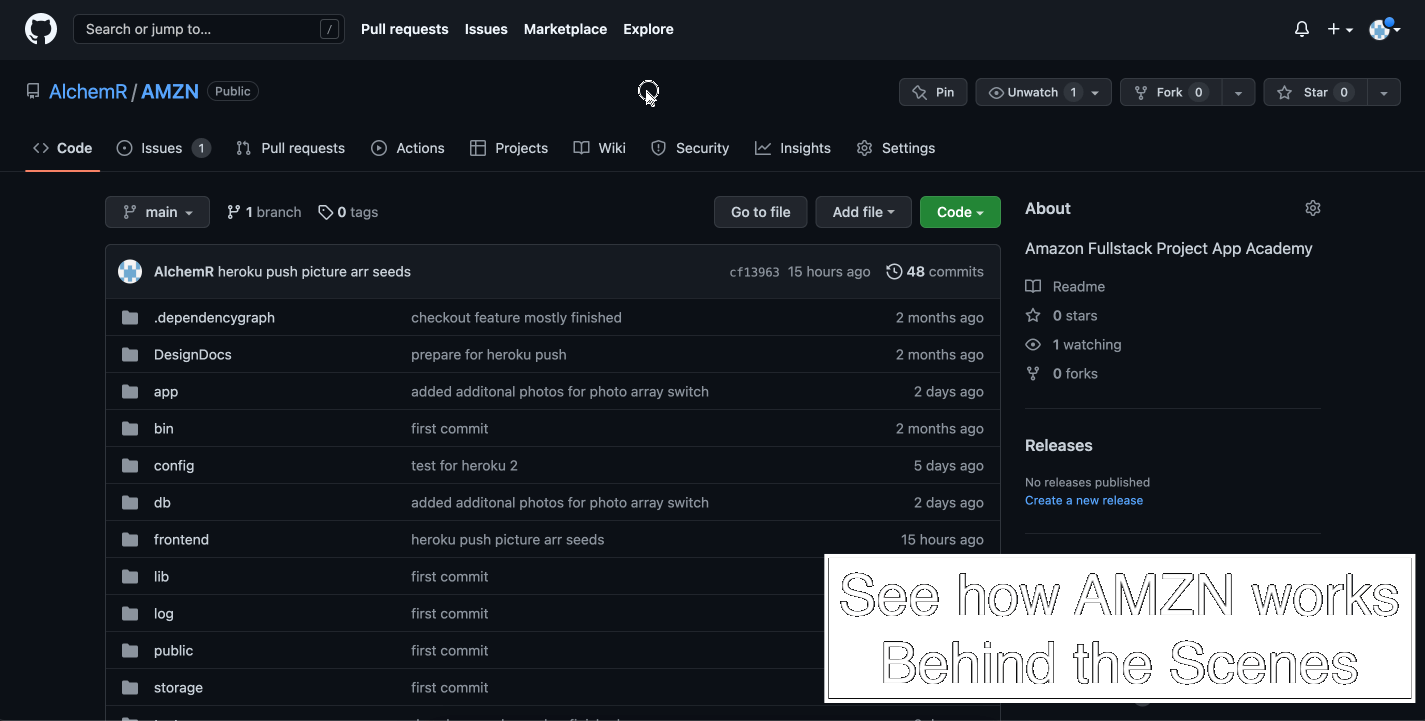 Search or jump to... /
Pull requests Issues Marketplace Explore
AlchemR / AMZN Public
Pin Unwatch 1 Fork 0 Star 0
Code Issues 1 Pull requests Actions Projects Wiki Security Insights Settings
main 1 branch 0 tags
Go to file Add file Code
AlchemR heroku push picture arr seeds cf13963 15 hours ago 48 commits
.dependencygraph checkout feature mostly finished 2 months ago
DesignDocs prepare for heroku push 2 months ago
app added additonal photos for photo array switch 2 days ago
bin first commit 2 months ago
config test for heroku 2 5 days ago
db added additonal photos for photo array switch 2 days ago
frontend heroku push picture arr seeds 15 hours ago
lib first commit
log first commit
public first commit
storage first commit
About
Amazon Fullstack Project App Academy
Readme
0 stars
1 watching
0 forks
Releases
No releases published
Create a new release
See how AMZN works
Behind the Scenes